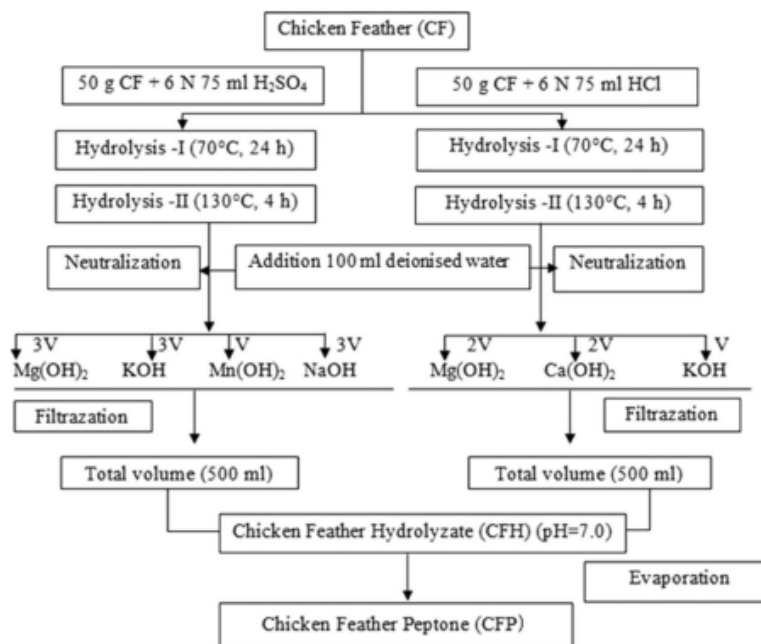 Chicken Feather (CF)
50 g CF + 6 N 75 ml H₂SO₄
50 g CF + 6 N 75 ml HCl
Hydrolysis -I (70°C, 24 h)
Hydrolysis -I (70°C, 24 h)
Hydrolysis -II (130°C, 4 h)
Hydrolysis -II (130°C, 4 h)
Neutralization
Addition 100 ml deionised water
Neutralization
3V 3V V 3V
2V 2V V
Mg(OH)₂ KOH Mn(OH)₂ NaOH
Mg(OH)₂ Ca(OH)₂ KOH
Filtrazation
Filtrazation
Total volume (500 ml)
Total volume (500 ml)
Chicken Feather Hydrolyzate (CFH) (pH=7.0)
Evaporation
Chicken Feather Peptone (CFP)